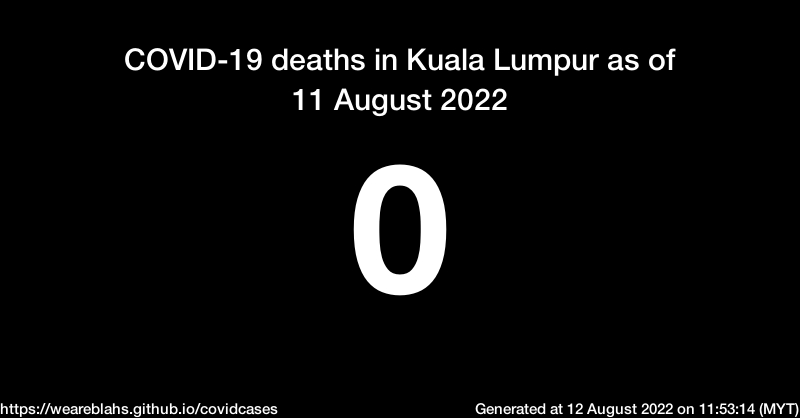 COVID-19 deaths in Kuala Lumpur as of
11 August 2022
0
https://weareblahs.github.io/covidcases
Generated at 12 August 2022 on 11:53:14 (MYT)